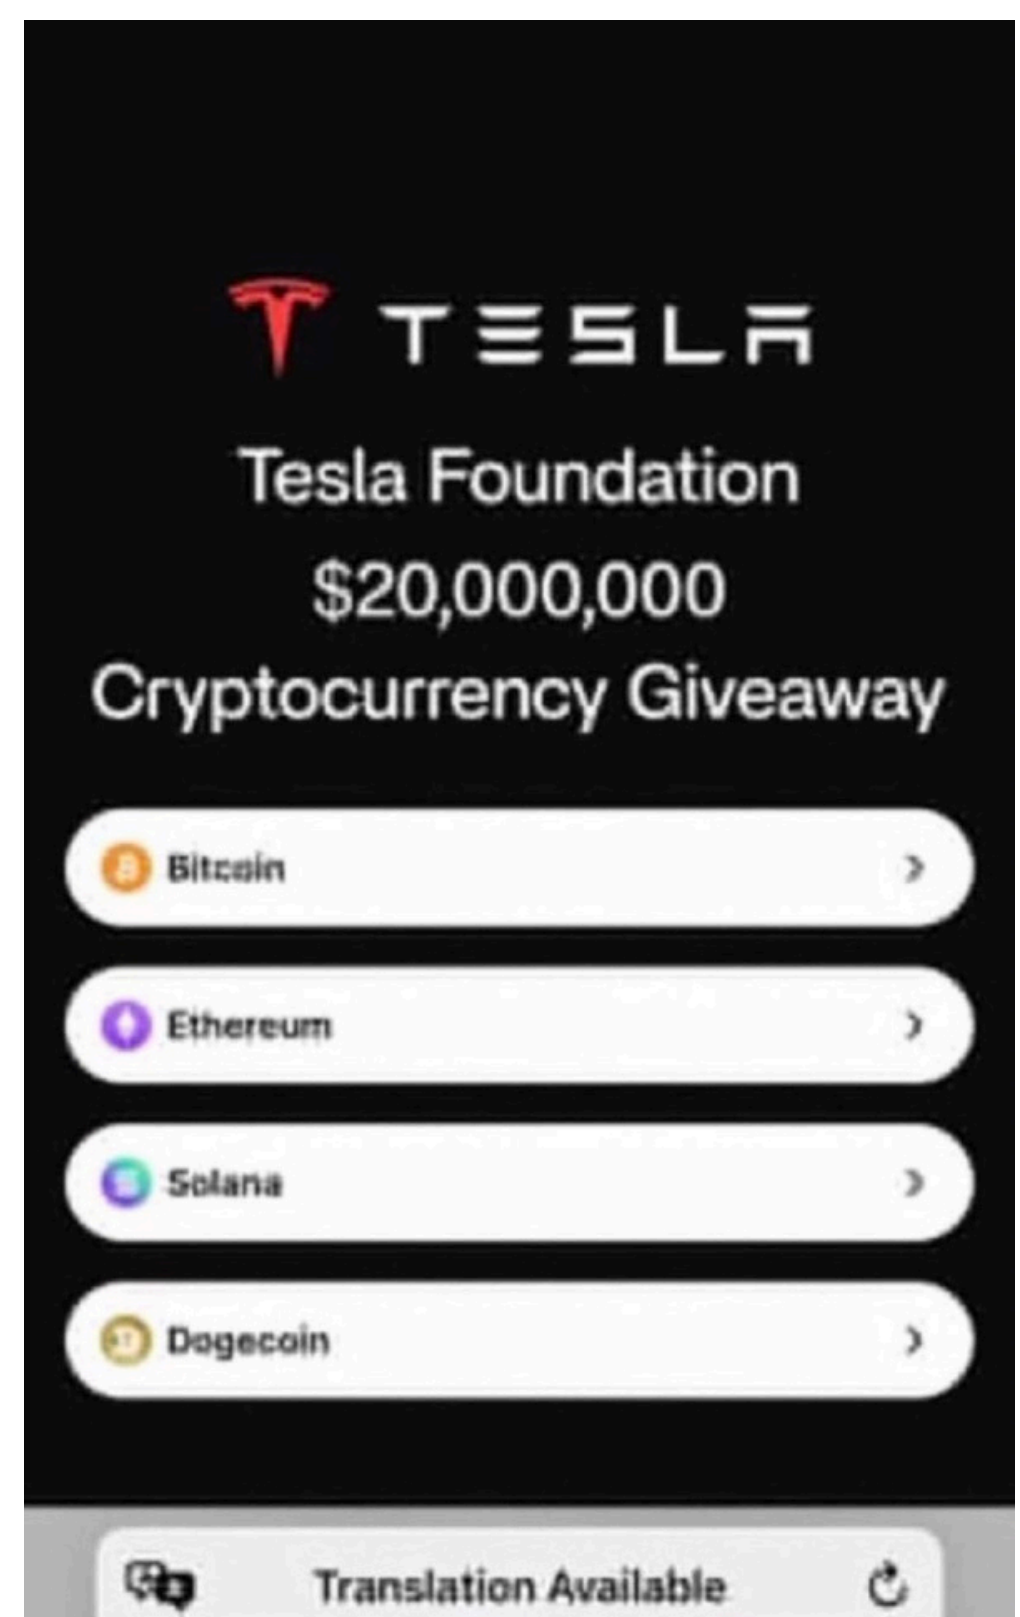 TESLA
Tesla Foundation
$20,000,000
Cryptocurrency Giveaway
Bitcoin
Ethereum
Solana
Dogecoin
Translation Available